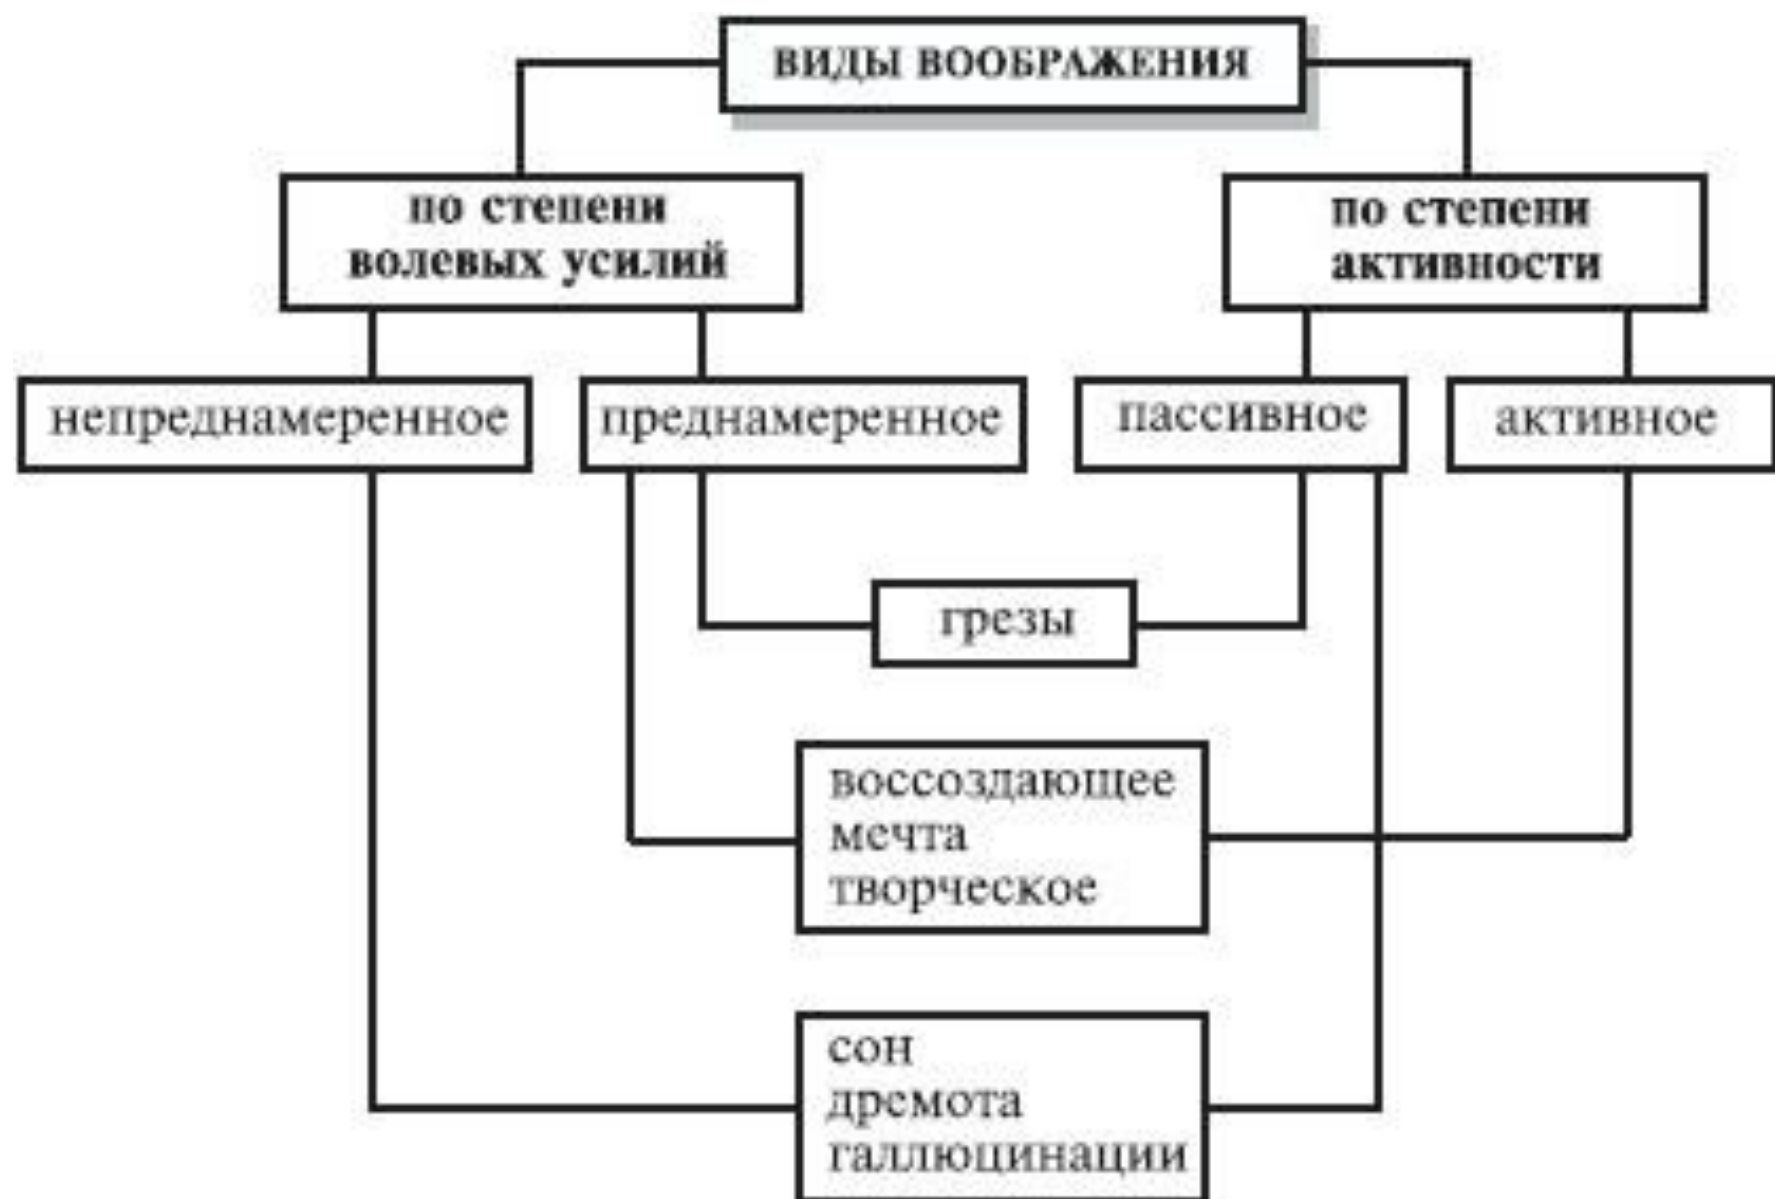 ВИДЫ ВООБРАЖЕНИЯ
по степени
волевых усилий
по степени
активности
непреднамеренное
преднамеренное
пассивное
активное
грезы
воссоздающее
мечта
творческое
сон
дремота
галлюцинации